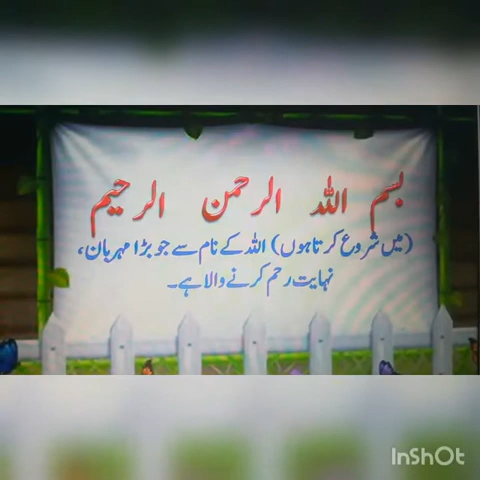 بسم اللہ الرحمن الرحیم
(میں شروع کرتا ہوں) اللہ کے نام سے جو بڑا مہربان،
نہایت رحم کرنے والا ہے۔
InShOt